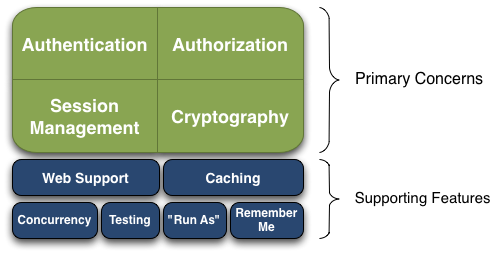 Authentication
Authorization
Session
Management
Cryptography
Primary Concerns
Web Support
Caching
Concurrency
Testing
"Run As"
Remember
Me
Supporting Features